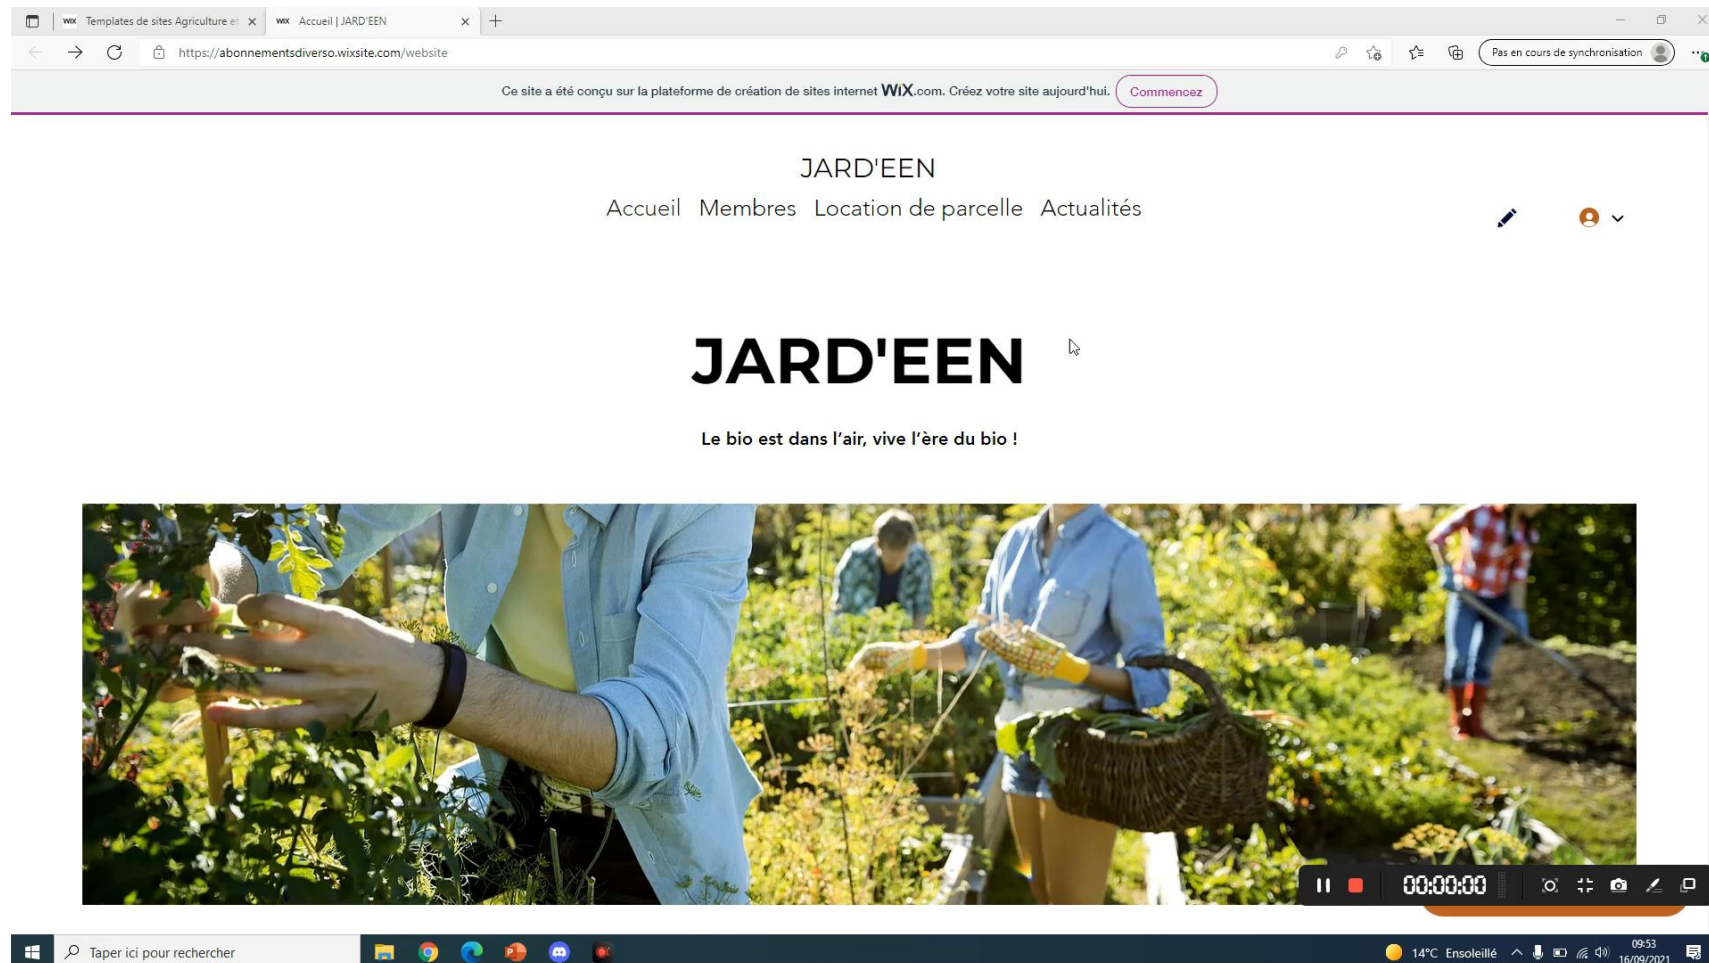 Templates de sites Agriculture et
Accueil | JARD'EEN
https://abonnementsdiverso.wixsite.com/website
Pas en cours de synchronisation
Ce site a été conçu sur la plateforme de création de sites internet WiX.com. Créez votre site aujourd'hui.
Commencez
JARD'EEN
Accueil Membres Location de parcelle Actualités
JARD'EEN
Le bio est dans l'air, vive l'ère du bio !
00:00:00
Taper ici pour rechercher
14°C Ensoleillé
09:53
16/09/2021